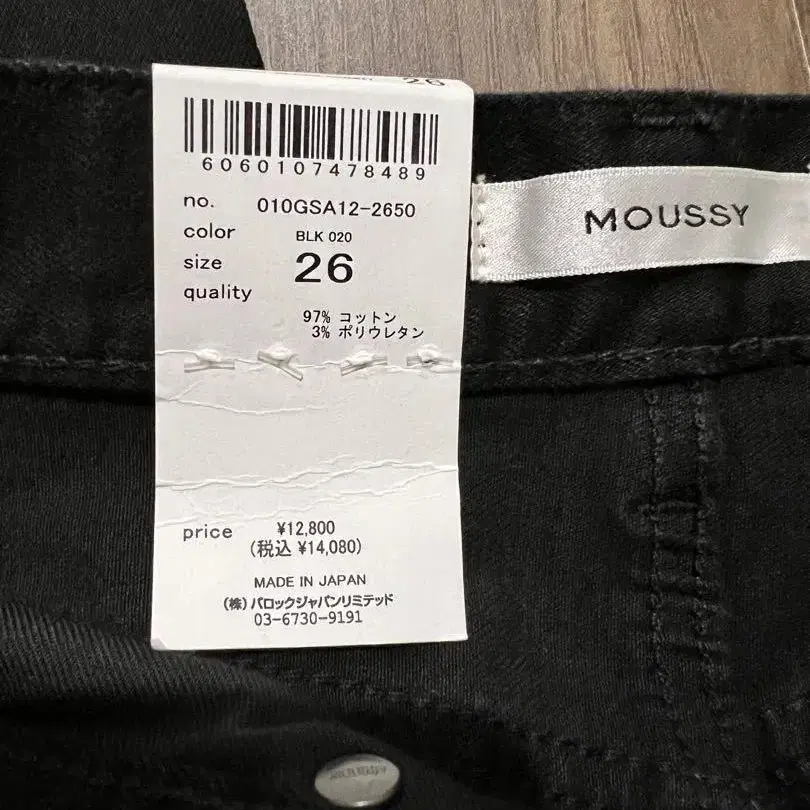 26
6060107478489
no. 010GSA12-2650
color BLK 020
size 26
quality
97% コットン
3% ポリウレタン
price ¥12,800
(税込 ¥14,080)
MADE IN JAPAN
(株)バロックジャパンリミテッド
03-6730-9191
MOUSSY